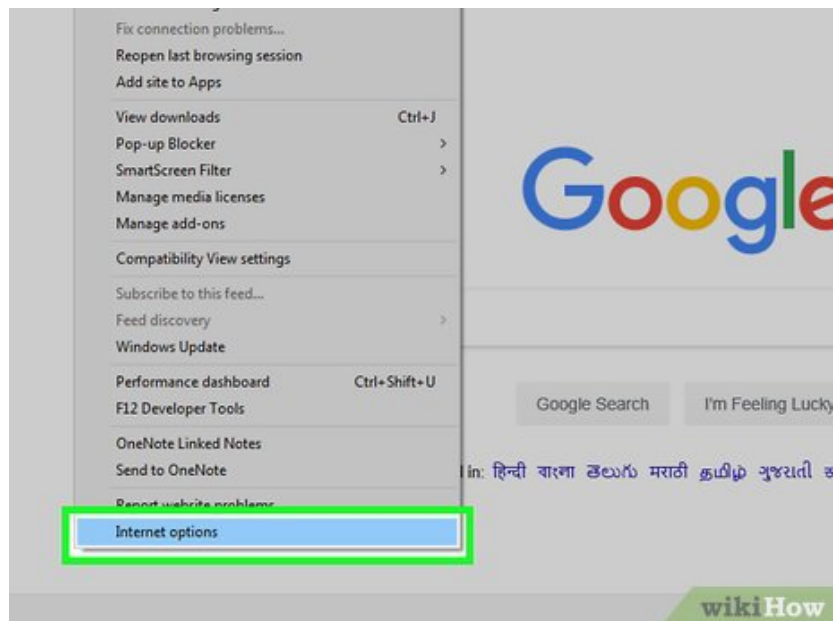 Fix connection problems...
Reopen last browsing session
Add site to Apps
View downloads Ctrl+J
Pop-up Blocker >
SmartScreen Filter >
Manage media licenses
Manage add-ons
Compatibility View settings
Subscribe to this feed...
Feed discovery >
Windows Update
Performance dashboard Ctrl+Shift+U
F12 Developer Tools
OneNote Linked Notes
Send to OneNote
Report website problems
Internet options
Google
Google Search I'm Feeling Lucky
in: हिन्दी বাংলা తెలుగు मराठी தமிழ் ગુજરાતી
wikiHow